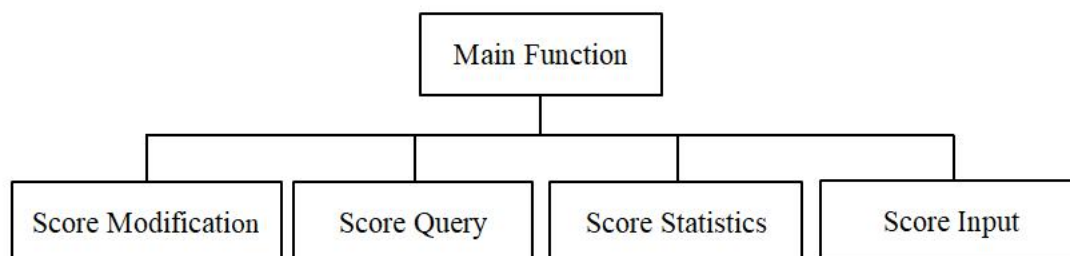 Main Function
Score Modification
Score Query
Score Statistics
Score Input